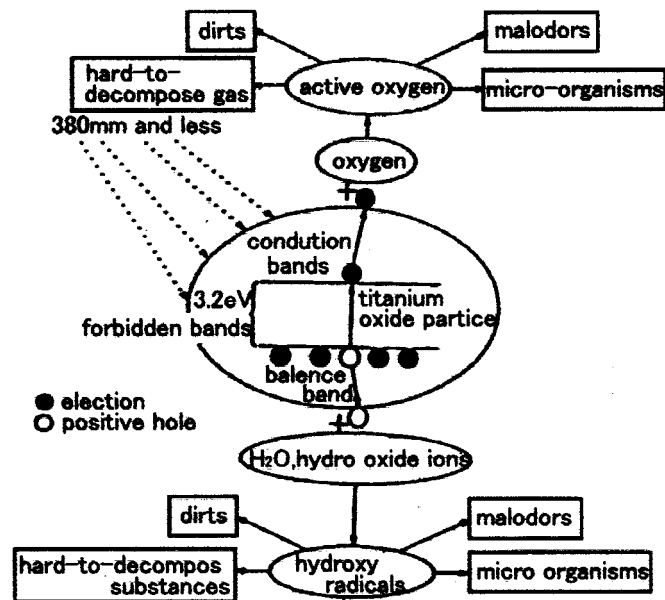 dirts
malodors
hard-to-
decompose gas
active oxygen
micro-organisms
380mm and less
oxygen
+
condution
bands
3.2eV
forbidden bands
titanium
oxide partice
balence
band
election
positive hole
+
H₂O,hydro oxide ions
dirts
malodors
hard-to-decompos
substances
hydroxy
radicals
micro organisms